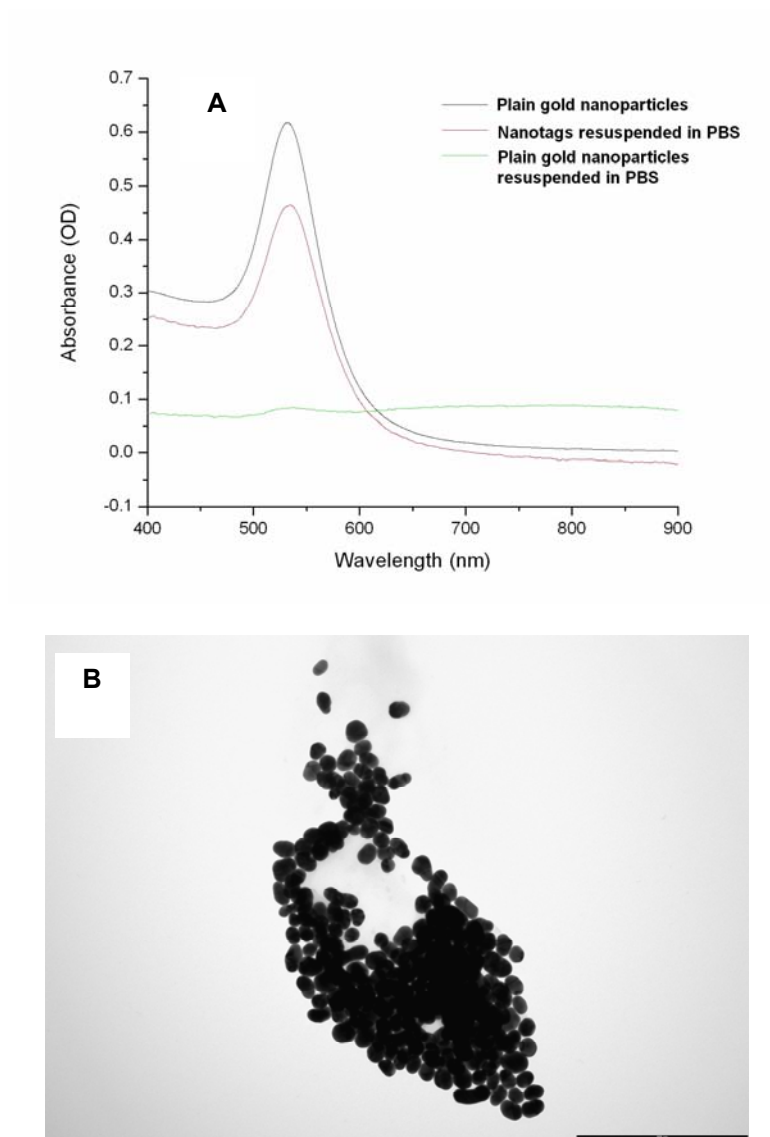 A
Plain gold nanoparticles
Nanotags resuspended in PBS
Plain gold nanoparticles
resuspended in PBS
0.7
0.6
0.5
0.4
0.3
0.2
0.1
0.0
-0.1
Absorbance (OD)
400 500 600 700 800 900
Wavelength (nm)
B